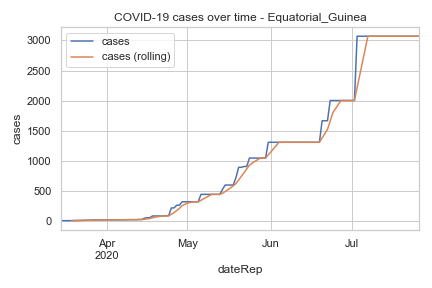 COVID-19 cases over time - Equatorial_Guinea
cases
cases (rolling)
3000
2500
2000
1500
1000
500
0
cases
Apr
2020
May
Jun
Jul
dateRep